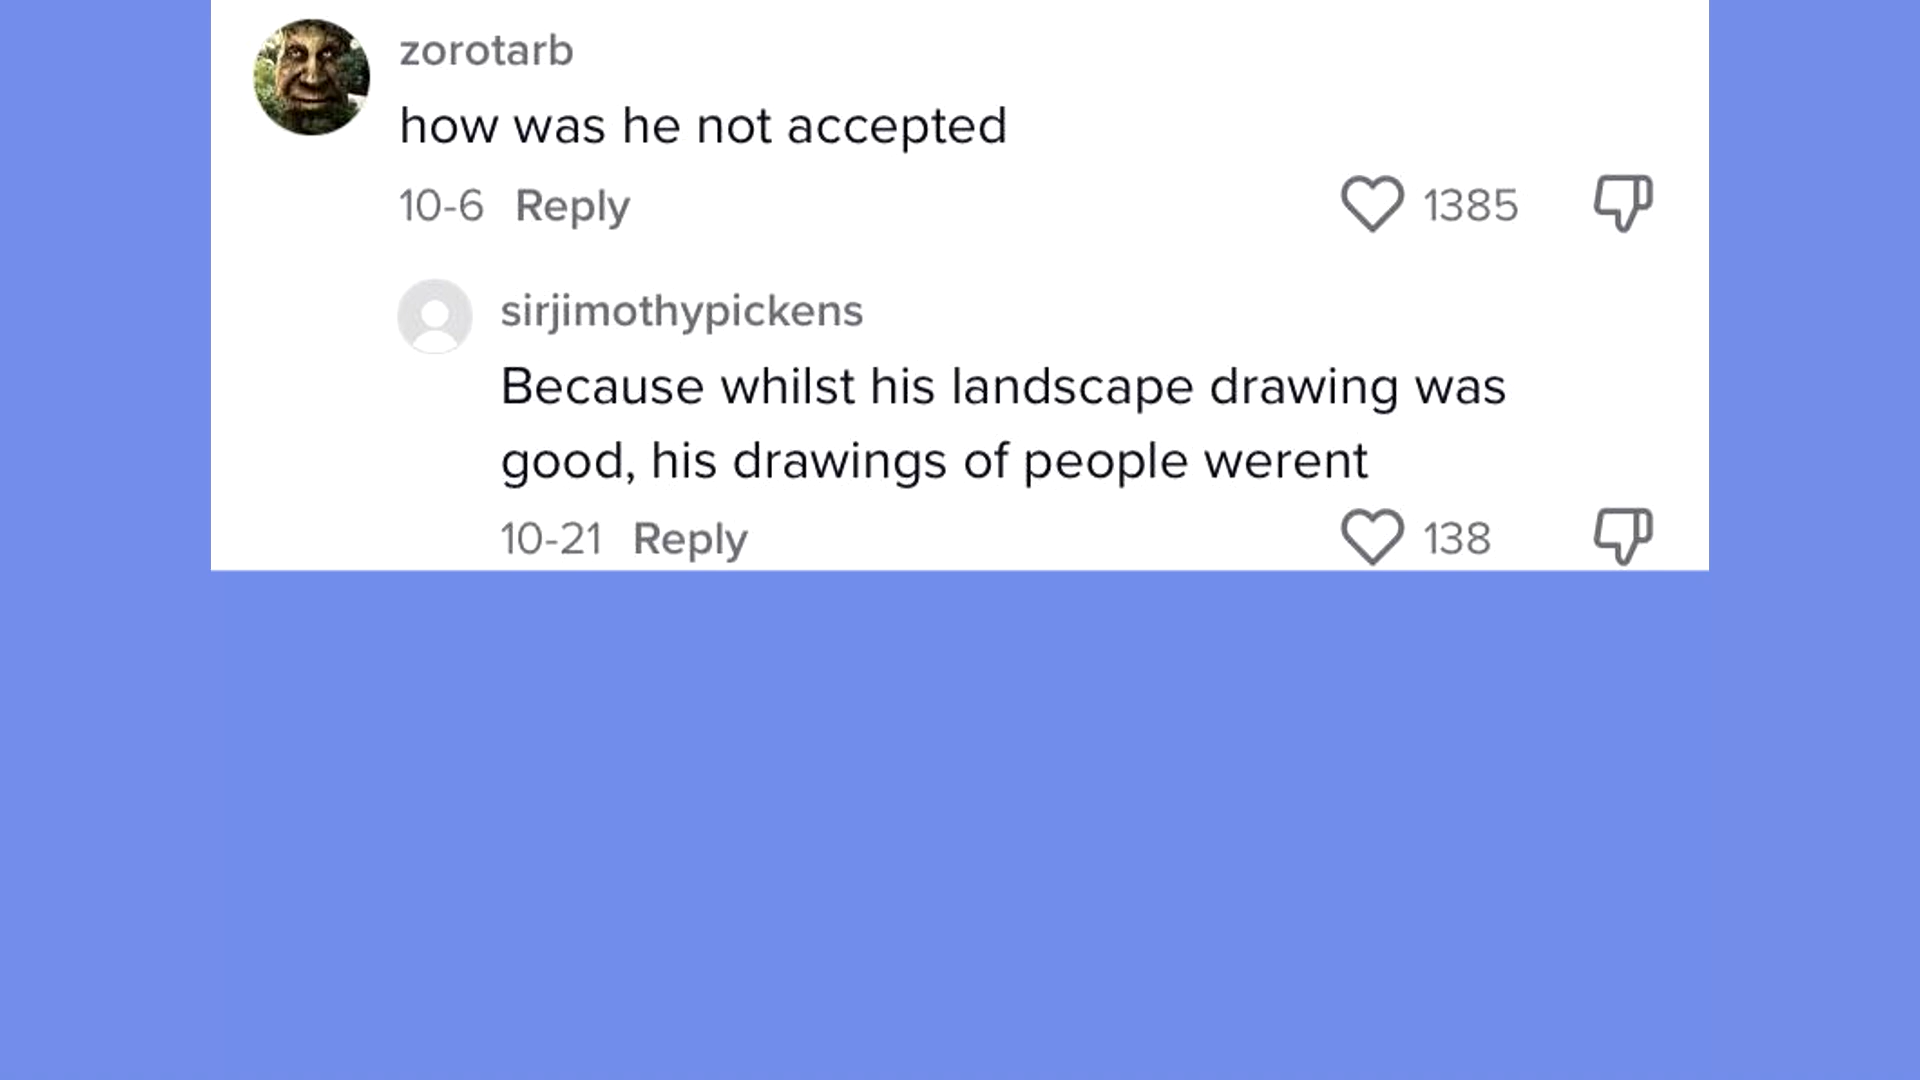 zorotarb
how was he not accepted
10-6 Reply
1385
sirjimothypickens
Because whilst his landscape drawing was
good, his drawings of people werent
10-21 Reply
138